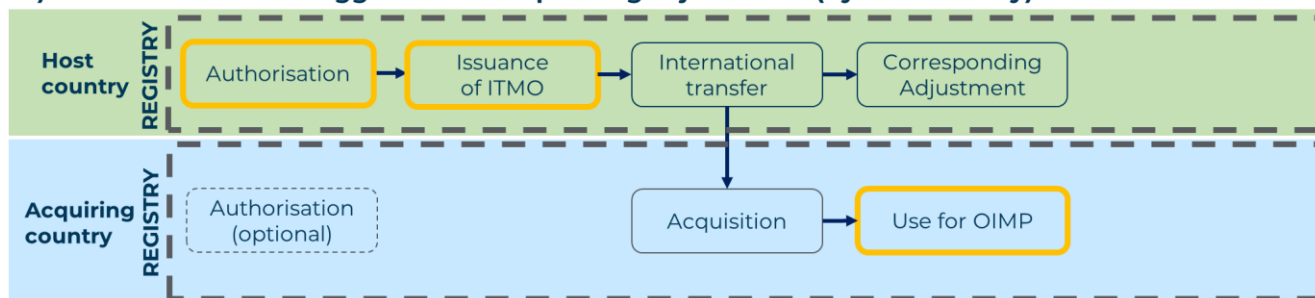 Host
country
REGISTRY
Authorisation
Issuance
of ITMO
International
transfer
Corresponding
Adjustment
Acquiring
country
REGISTRY
Authorisation
(optional)
Acquisition
Use for OIMP